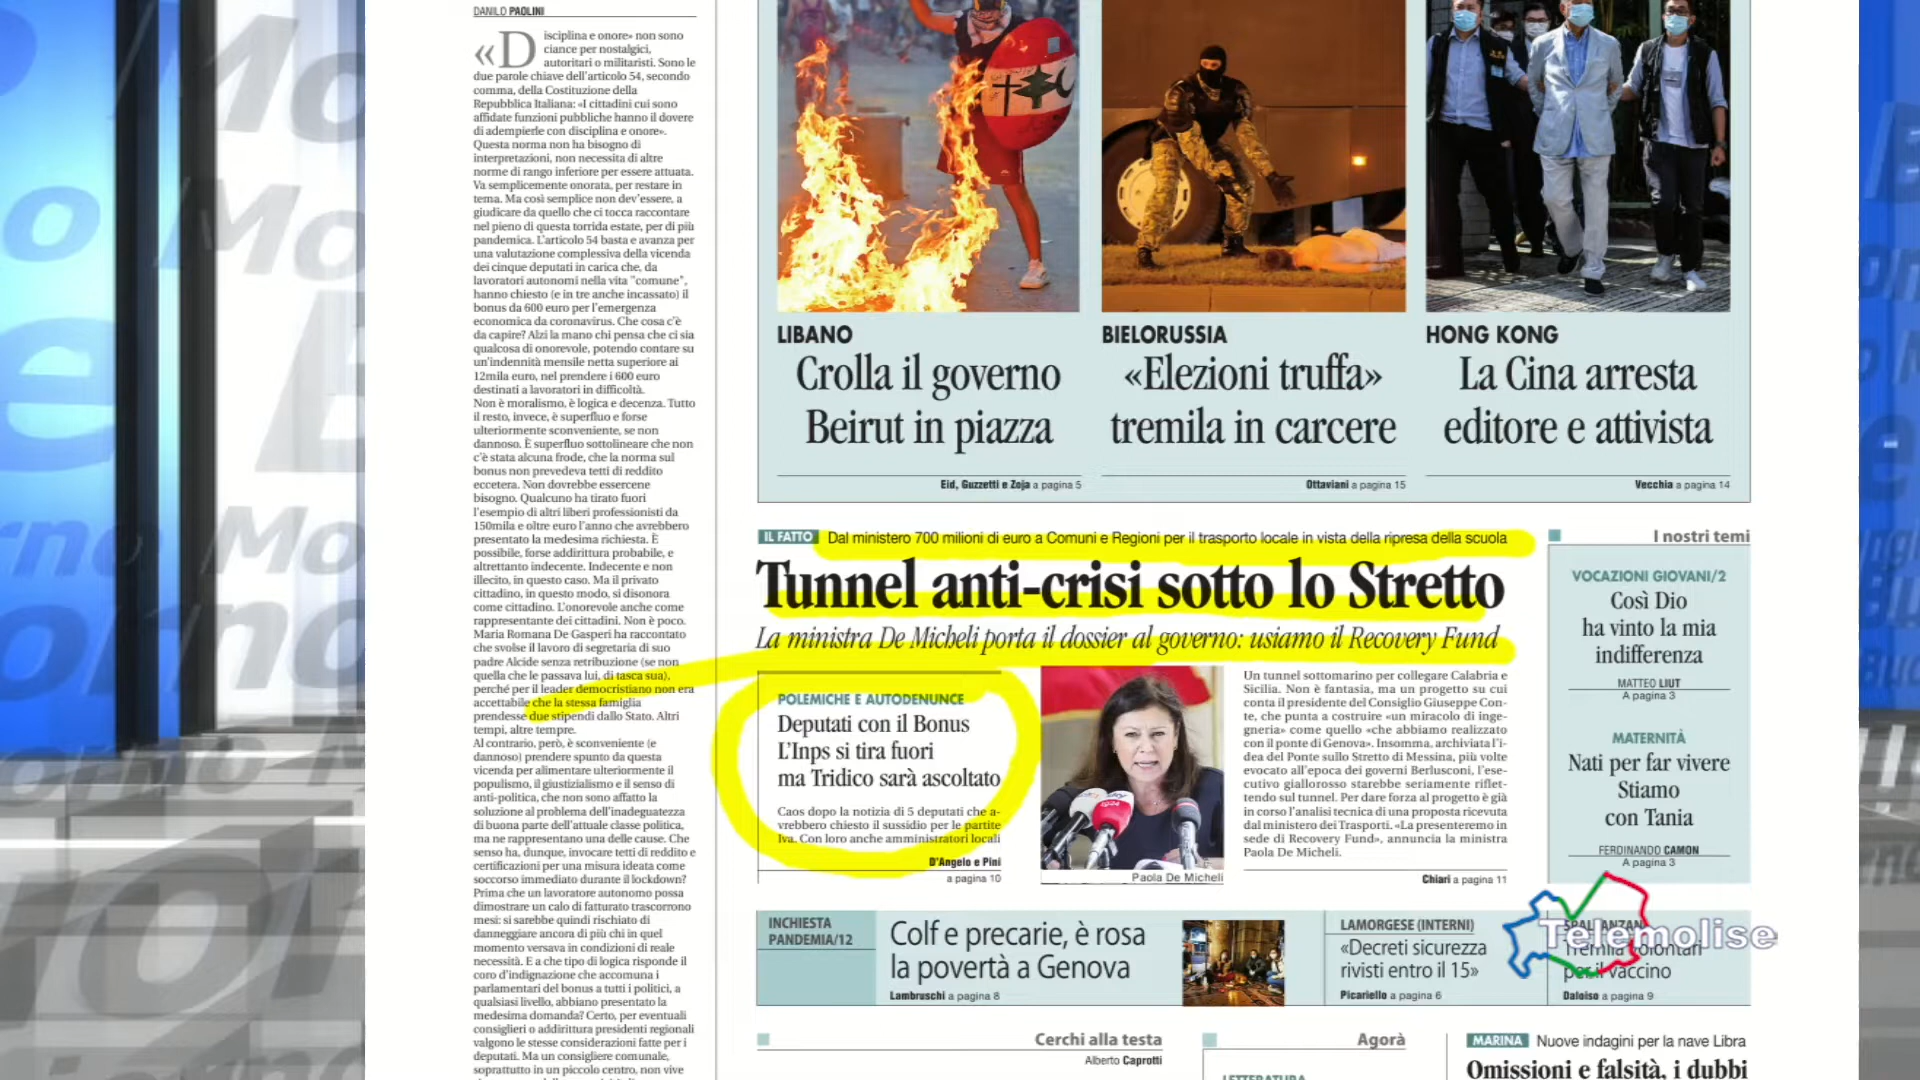 DANILO PAOLINI
«Disciplina e onore» non sono
ciance per nostalgici,
autoritari o militaristi. Sono le
due parole chiave dell'articolo 54, secondo
comma, della Costituzione della
Repubblica Italiana: «I cittadini cui sono
affidate funzioni pubbliche hanno il dovere
di adempierle con disciplina e onore».
Questa norma non ha bisogno di
interpretazioni, non necessita di altre
norme di rango inferiore per essere attuata.
Va semplicemente onorata, per restare in
tema. Ma così semplice non dev'essere, a
giudicare da quello che ci tocca raccontare
nel pieno di questa torrida estate, per di più
pandemica. L'articolo 54 basta e avanza per
una valutazione complessiva della vicenda
dei cinque deputati in carica che, da
lavoratori autonomi nella vita "comune",
hanno chiesto (e in tre anche incassato) il
bonus da 600 euro per l'emergenza
economica da coronavirus. Che cosa c'è
da capire? Alzi la mano chi pensa che ci sia
qualcosa di onorevole, potendo contare su
un'indennità mensile netta superiore ai
12mila euro, nel prendere i 600 euro
destinati a lavoratori in difficoltà.
Non è moralismo, è logica e decenza. Tutto
il resto, invece, è superfluo e forse
ulteriormente sconveniente, se non
dannoso. È superfluo sottolineare che non
c'è stata alcuna frode, che la norma sul
bonus non prevedeva tetti di reddito
eccetera. Non dovrebbe essercene
bisogno. Qualcuno ha tirato fuori
l'esempio di altri liberi professionisti da
150mila e oltre euro l'anno che avrebbero
presentato la medesima richiesta. È
possibile, forse addirittura probabile, e
altrettanto indecente. Indecente e non
illecito, in questo caso. Ma il privato
cittadino, in questo modo, si disonora
come cittadino. L'onorevole anche come
rappresentante dei cittadini. Non è poco.
Maria Romana De Gasperi ha raccontato
che svolse il lavoro di segretaria di suo
padre Alcide senza retribuzione (se non
quella che le passava lui, di tasca sua),
perché per il leader democristiano non era
accettabile che la stessa famiglia
prendesse due stipendi dallo Stato. Altri
tempi, altre tempre.
Al contrario, però, è sconveniente (e
dannoso) prendere spunto da questa
vicenda per alimentare ulteriormente il
populismo, il giustizialismo e il senso di
anti-politica, che non sono affatto la
soluzione al problema dell'inadeguatezza
di buona parte dell'attuale classe politica,
ma ne rappresentano una delle cause. Che
senso ha, dunque, invocare tetti di reddito e
certificazioni per una misura ideata come
soccorso immediato durante il lockdown?
Prima che un lavoratore autonomo possa
dimostrare un calo di fatturato trascorrono
mesi: si sarebbe quindi rischiato di
danneggiare ancora di più chi in quel
momento versava in condizioni di reale
necessità. E a che tipo di logica risponde il
coro d'indignazione che accomuna i
parlamentari del bonus a tutti i politici, a
qualsiasi livello, abbiano presentato la
medesima domanda? Certo, per eventuali
consiglieri o addirittura presidenti regionali
valgono le stesse considerazioni fatte per i
deputati. Ma un consigliere comunale,
soprattutto in un piccolo centro, non vive
LIBANO
Crolla il governo
Beirut in piazza
Eid, Guzzetti e Zoja a pagina 5
BIELORUSSIA
«Elezioni truffa»
tremila in carcere
Ottaviani a pagina 15
HONG KONG
La Cina arresta
editore e attivista
Vecchia a pagina 14
IL FATTO Dal ministero 700 milioni di euro a Comuni e Regioni per il trasporto locale in vista della ripresa della scuola
Tunnel anti-crisi sotto lo Stretto
La ministra De Micheli porta il dossier al governo: usiamo il Recovery Fund
POLEMICHE E AUTODENUNCE
Deputati con il Bonus
L'Inps si tira fuori
ma Tridico sarà ascoltato
Caos dopo la notizia di 5 deputati che a-
vrebbero chiesto il sussidio per le partite
Iva. Con loro anche amministratori locali
D'Angelo e Pini
a pagina 10
Paola De Micheli
Un tunnel sottomarino per collegare Calabria e
Sicilia. Non è fantasia, ma un progetto su cui
conta il presidente del Consiglio Giuseppe Con-
te, che punta a costruire «un miracolo di inge-
gneria» come quello «che abbiamo realizzato
con il ponte di Genova». Insomma, archiviata l'i-
dea del Ponte sullo Stretto di Messina, più volte
evocato all'epoca dei governi Berlusconi, l'ese-
cutivo giallorosso starebbe seriamente riflet-
tendo sul tunnel. Per dare forza al progetto è già
in corso l'analisi tecnica di una proposta ricevuta
dal ministero dei Trasporti. «La presenteremo in
sede di Recovery Fund», annuncia la ministra
Paola De Micheli.
Chiari a pagina 11
I nostri temi
VOCAZIONI GIOVANI/2
Così Dio
ha vinto la mia
indifferenza
MATTEO LIUT
A pagina 3
MATERNITÀ
Nati per far vivere
Stiamo
con Tania
FERDINANDO CAMON
A pagina 3
INCHIESTA
PANDEMIA/12
Colf e precarie, è rosa
la povertà a Genova
Lambruschi a pagina 8
LAMORGESE (INTERNI)
«Decreti sicurezza
rivisti entro il 15»
Picariello a pagina 6
SPALLANZANI
Tremila volontari
per il vaccino
Daloiso a pagina 9
Telemolise
Cerchi alla testa
Alberto Caprotti
Agorà
LETTERATURA
MARINA Nuove indagini per la nave Libra
Omissioni e falsità, i dubbi